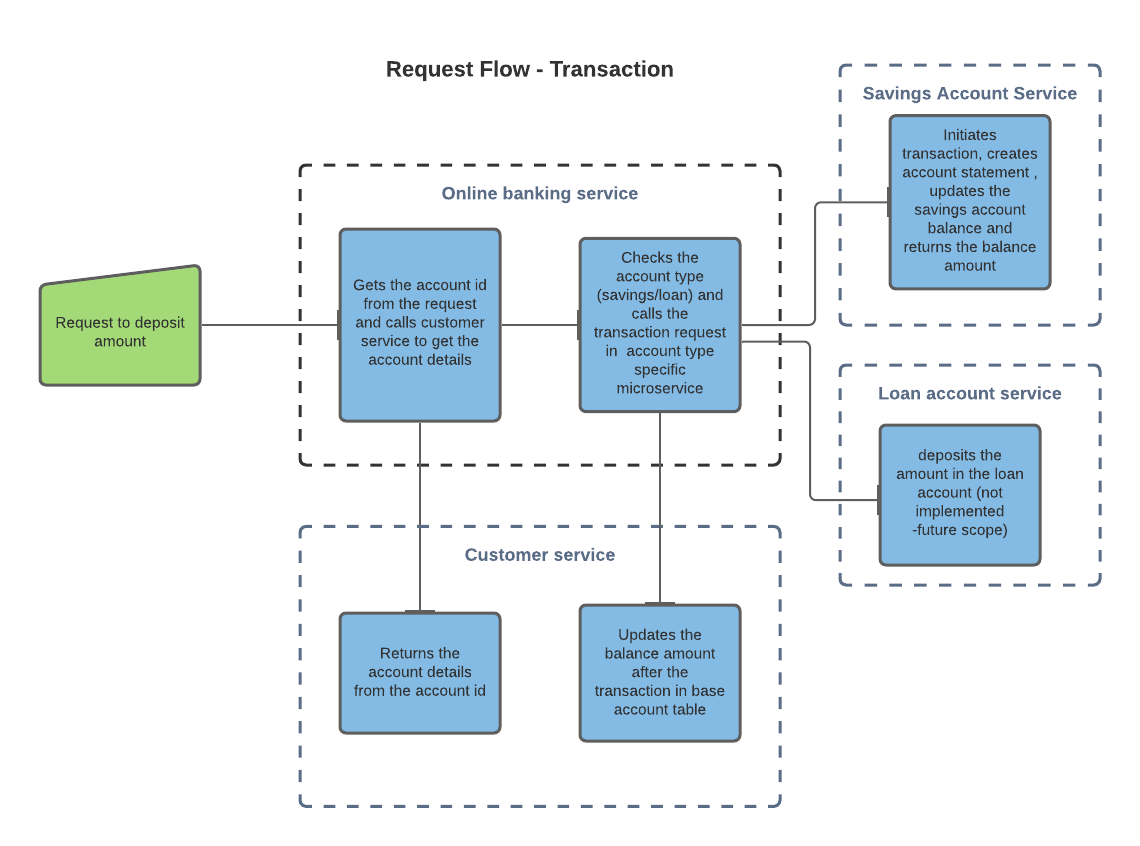 Request Flow - Transaction
Savings Account Service
Initiates
transaction, creates
account statement ,
updates the
savings account
balance and
returns the balance
amount
Online banking service
Gets the account id
from the request
and calls customer
service to get the
account details
Checks the
account type
(savings/loan) and
calls the
transaction request
in  account type
specific
microservice
Request to deposit
amount
Loan account service
deposits the
amount in the loan
account (not
implemented
-future scope)
Customer service
Returns the
account details
from the account id
Updates the
balance amount
after the
transaction in base
account table